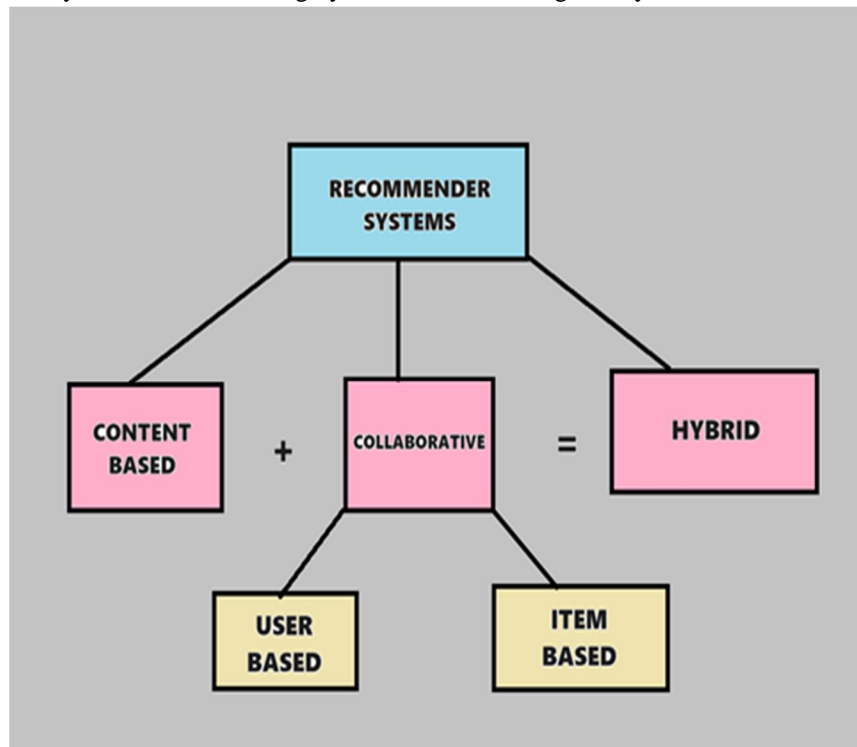 RECOMMENDER
SYSTEMS
CONTENT
BASED
+
COLLABORATIVE
=
HYBRID
USER
BASED
ITEM
BASED